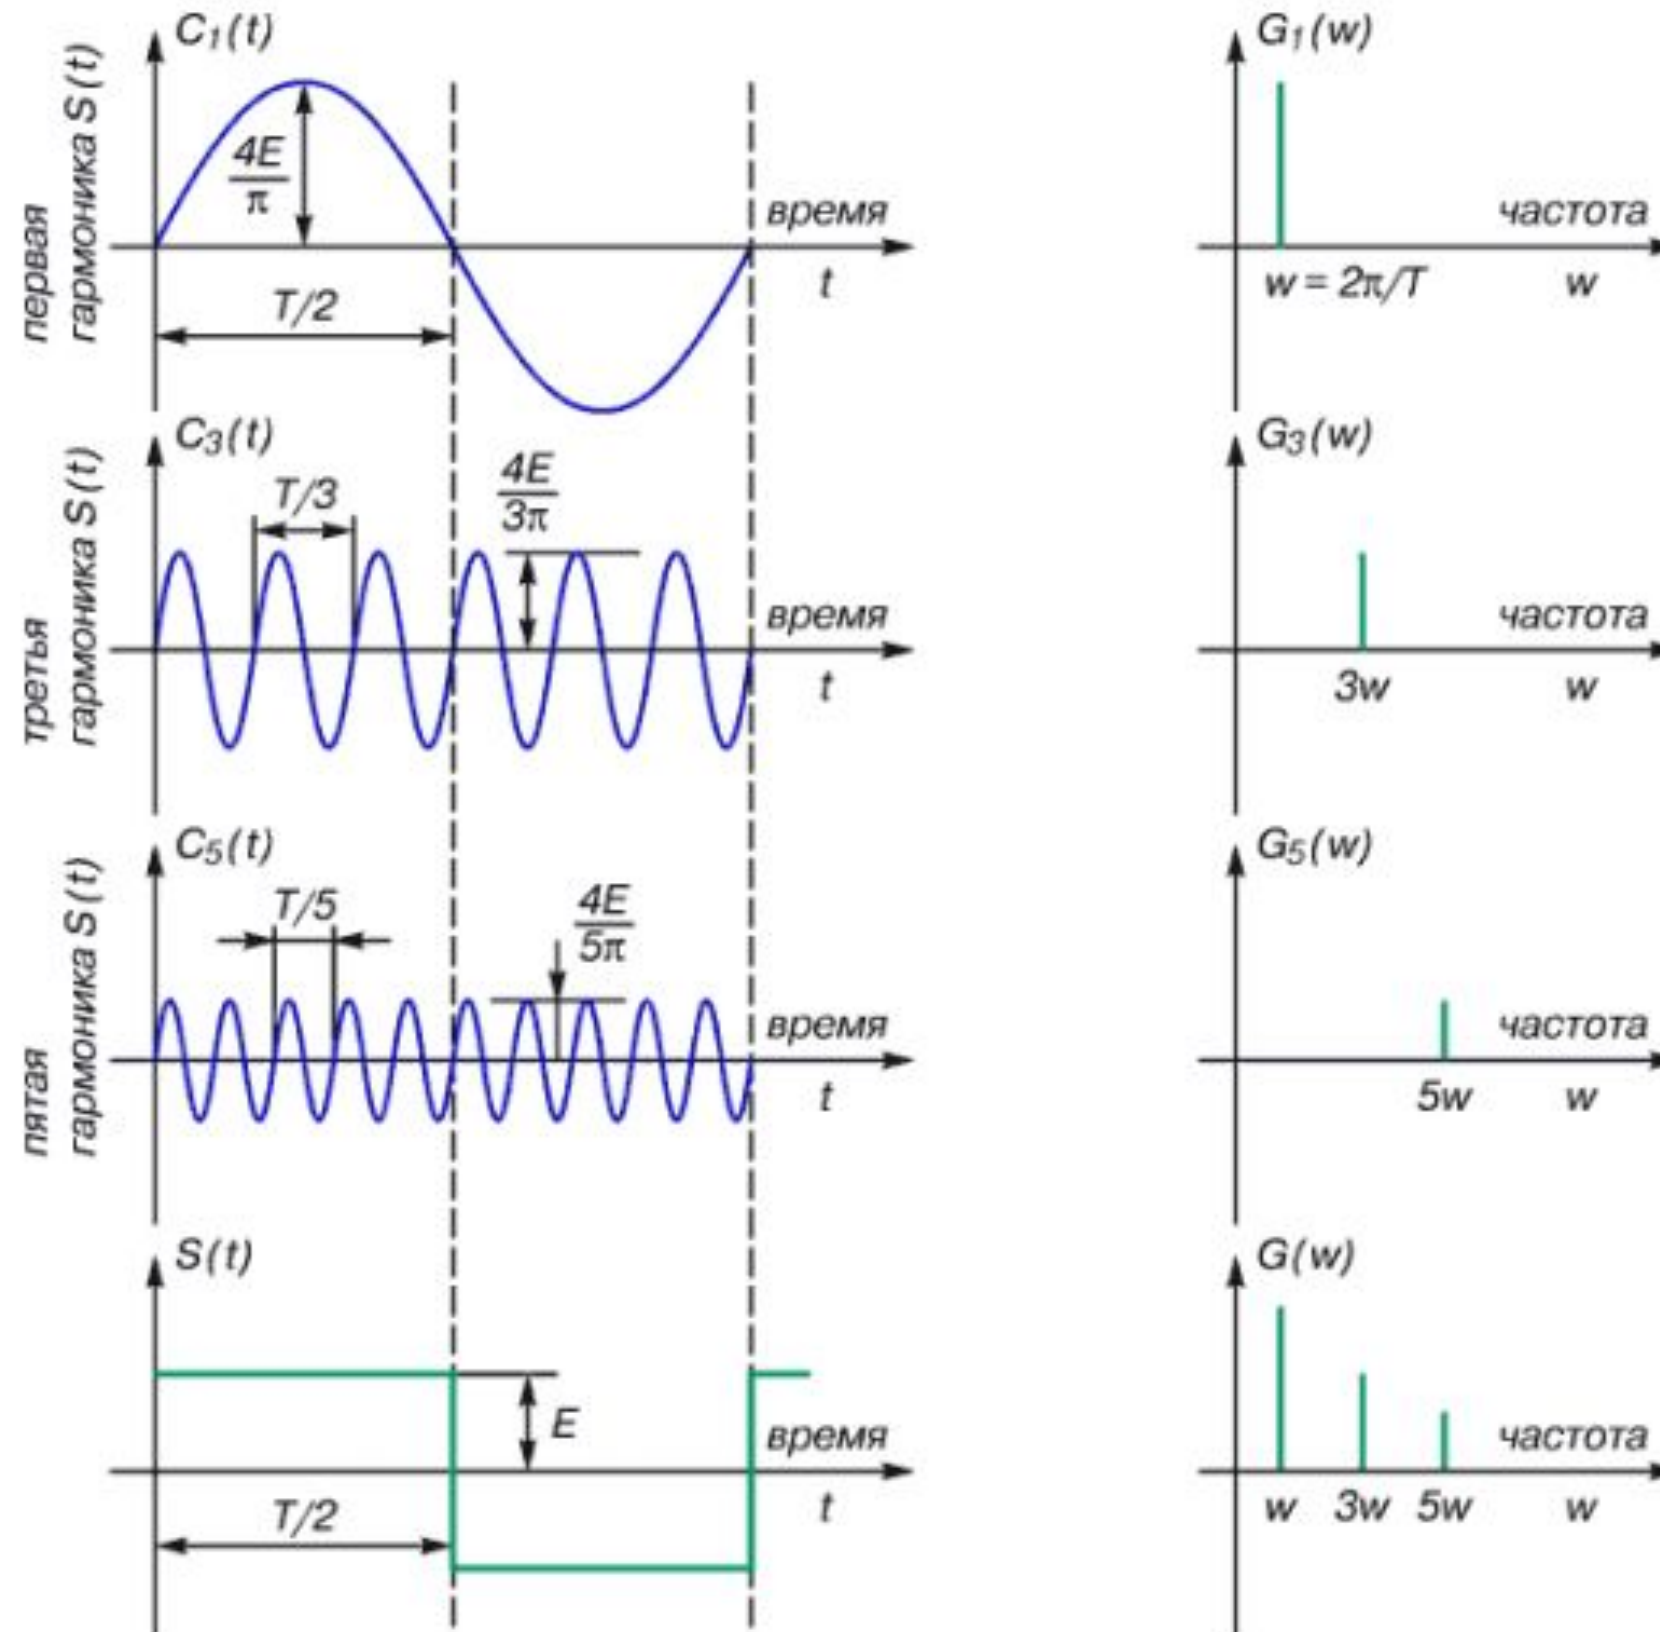 C₁(t)
G₁(w)
первая
гармоника S(t)
4E
π
время
t
T/2
частота
w = 2π/T
w
C₃(t)
G₃(w)
третья
гармоника S(t)
T/3
4E
3π
время
t
частота
3w
w
C₅(t)
G₅(w)
пятая
гармоника S(t)
T/5
4E
5π
время
t
частота
5w
w
S(t)
G(w)
E
время
t
T/2
частота
w 3w 5w w